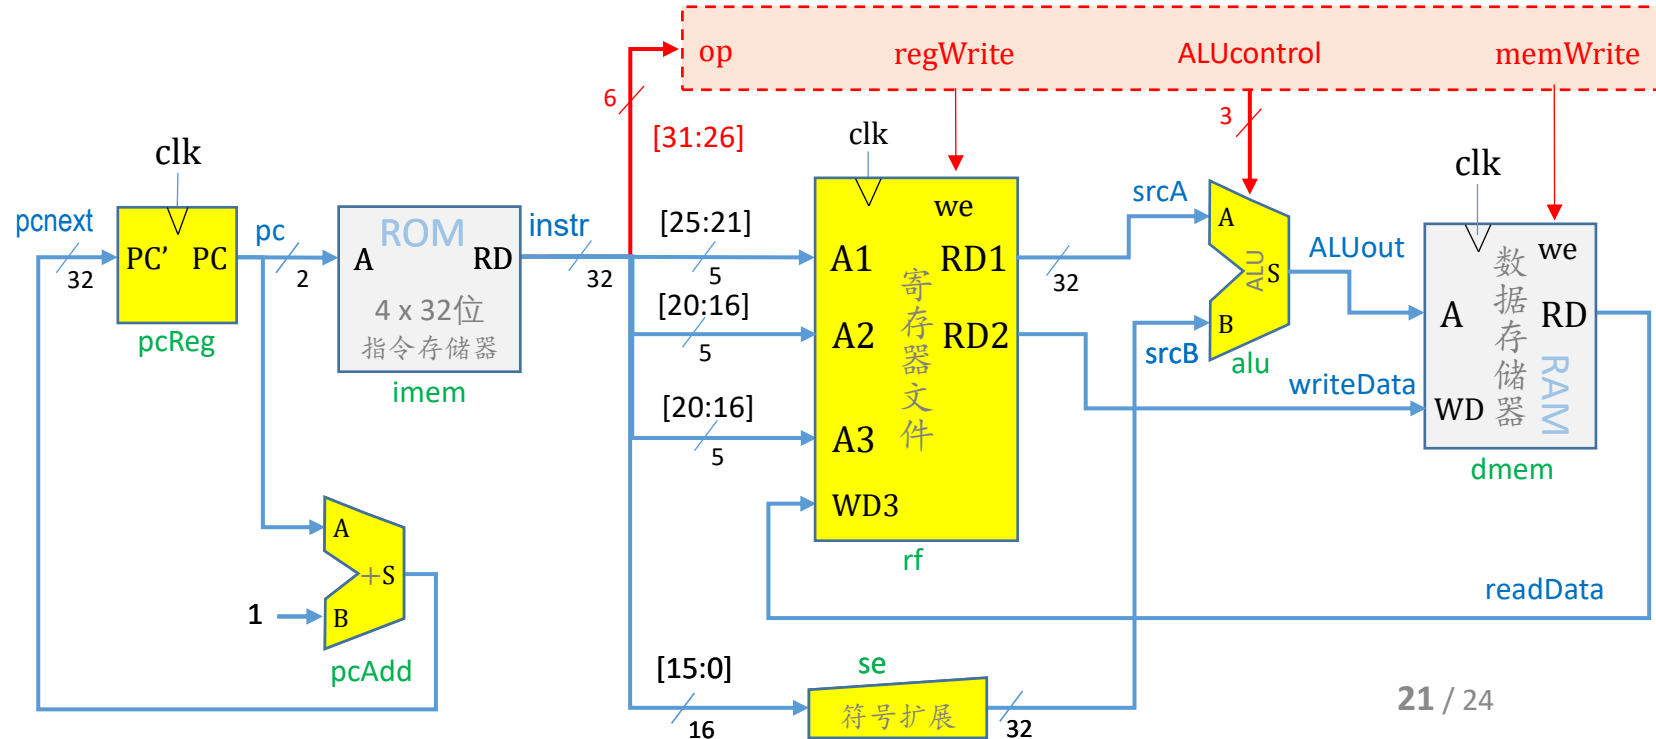 op
regWrite
ALUcontrol
memWrite
6
3
[31:26]
clk
clk
clk
pcnext
32
PC’
PC
pcReg
pc
2
ROM
A
RD
4 x 32位
指令存储器
imem
instr
32
[25:21]
5
[20:16]
5
[20:16]
5
we
A1
RD1
A2
RD2
A3
WD3
寄存器文件
rf
32
srcA
A
ALU
S
B
srcB
alu
ALUout
writeData
we
A
RD
WD
数据存储器
RAM
dmem
readData
A
+S
1
B
pcAdd
[15:0]
16
se
符号扩展
32
21 / 24